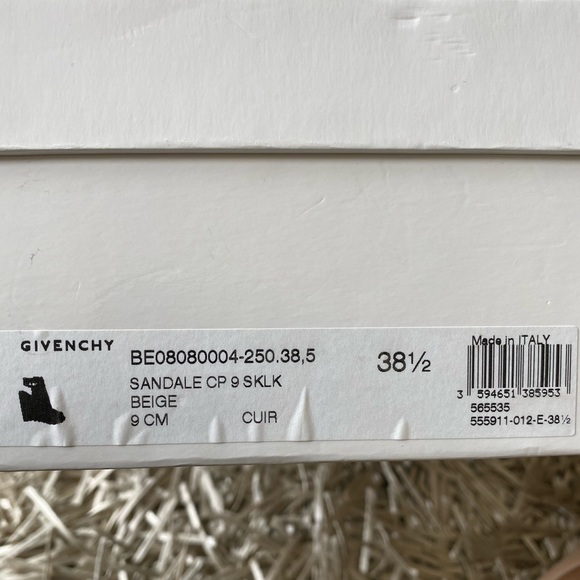 GIVENCHY
BE08080004-250.38,5
38½
SANDALE CP 9 SKLK
BEIGE
9 CM CUIR
Made in ITALY
3 594651 385953
565535
555911-012-E-38½